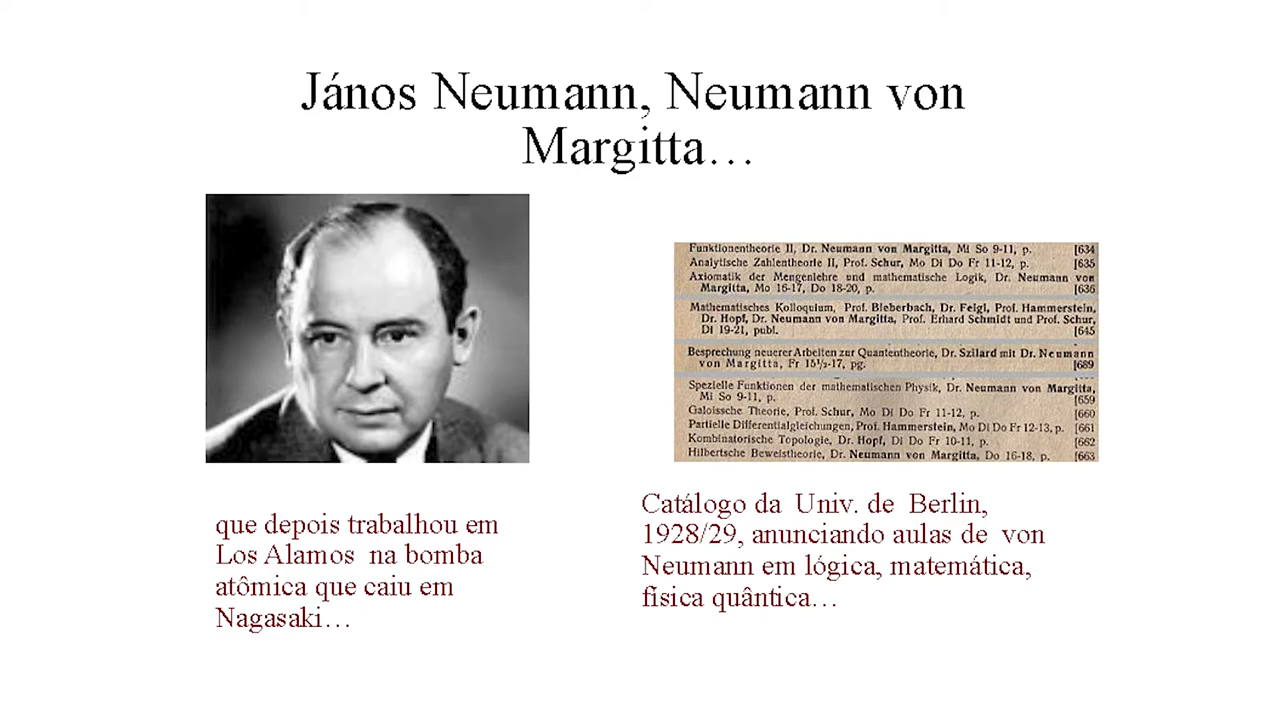 János Neumann, Neumann von
Margitta…
Funktionentheorie II, Dr. Neumann von Margitta, Mi So 9-11, p. [634
Analytische Zahlentheorie II, Prof. Schur, Mo Di Do Fr 11-12, p. [635
Axiomatik der Mengenlehre und mathematische Logik, Dr. Neumann von
Margitta, Mo 16-17, Do 18-20, p. [636
Mathematisches Kolloquium, Prof. Bieberbach, Dr. Feigl, Prof. Hammerstein,
Dr. Hopf, Dr. Neumann von Margitta, Prof. Erhard Schmidt und Prof. Schur,
Di 19-21, publ. [645
Besprechung neuerer Arbeiten zur Quantentheorie, Dr. Szilard mit Dr. Neumann
von Margitta, Fr 15½-17, pg. [689
Spezielle Funktionen der mathematischen Physik, Dr. Neumann von Margitta,
Mi So 9-11, p. [659
Galoissche Theorie, Prof. Schur, Mo Di Do Fr 11-12, p. [660
Partielle Differentialgleichungen, Prof. Hammerstein, Mo Di Do Fr 12-13, p. [661
Kombinatorische Topologie, Dr. Hopf, Di Do Fr 10-11, p. [662
Hilbertsche Beweistheorie, Dr. Neumann von Margitta, Do 16-18, p. [663
que depois trabalhou em
Los Alamos na bomba
atômica que caiu em
Nagasaki…
Catálogo da Univ. de Berlin,
1928/29, anunciando aulas de von
Neumann em lógica, matemática,
física quântica…